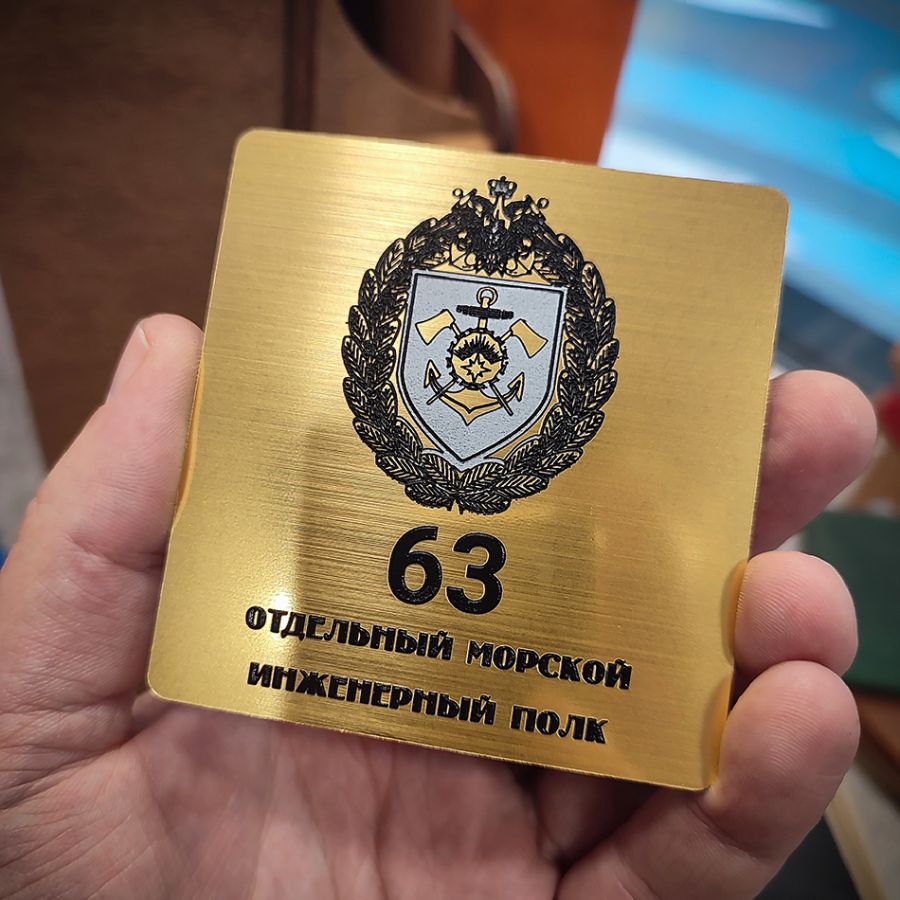 63
ОТДЕЛЬНЫЙ МОРСКОЙ
ИНЖЕНЕРНЫЙ ПОЛК